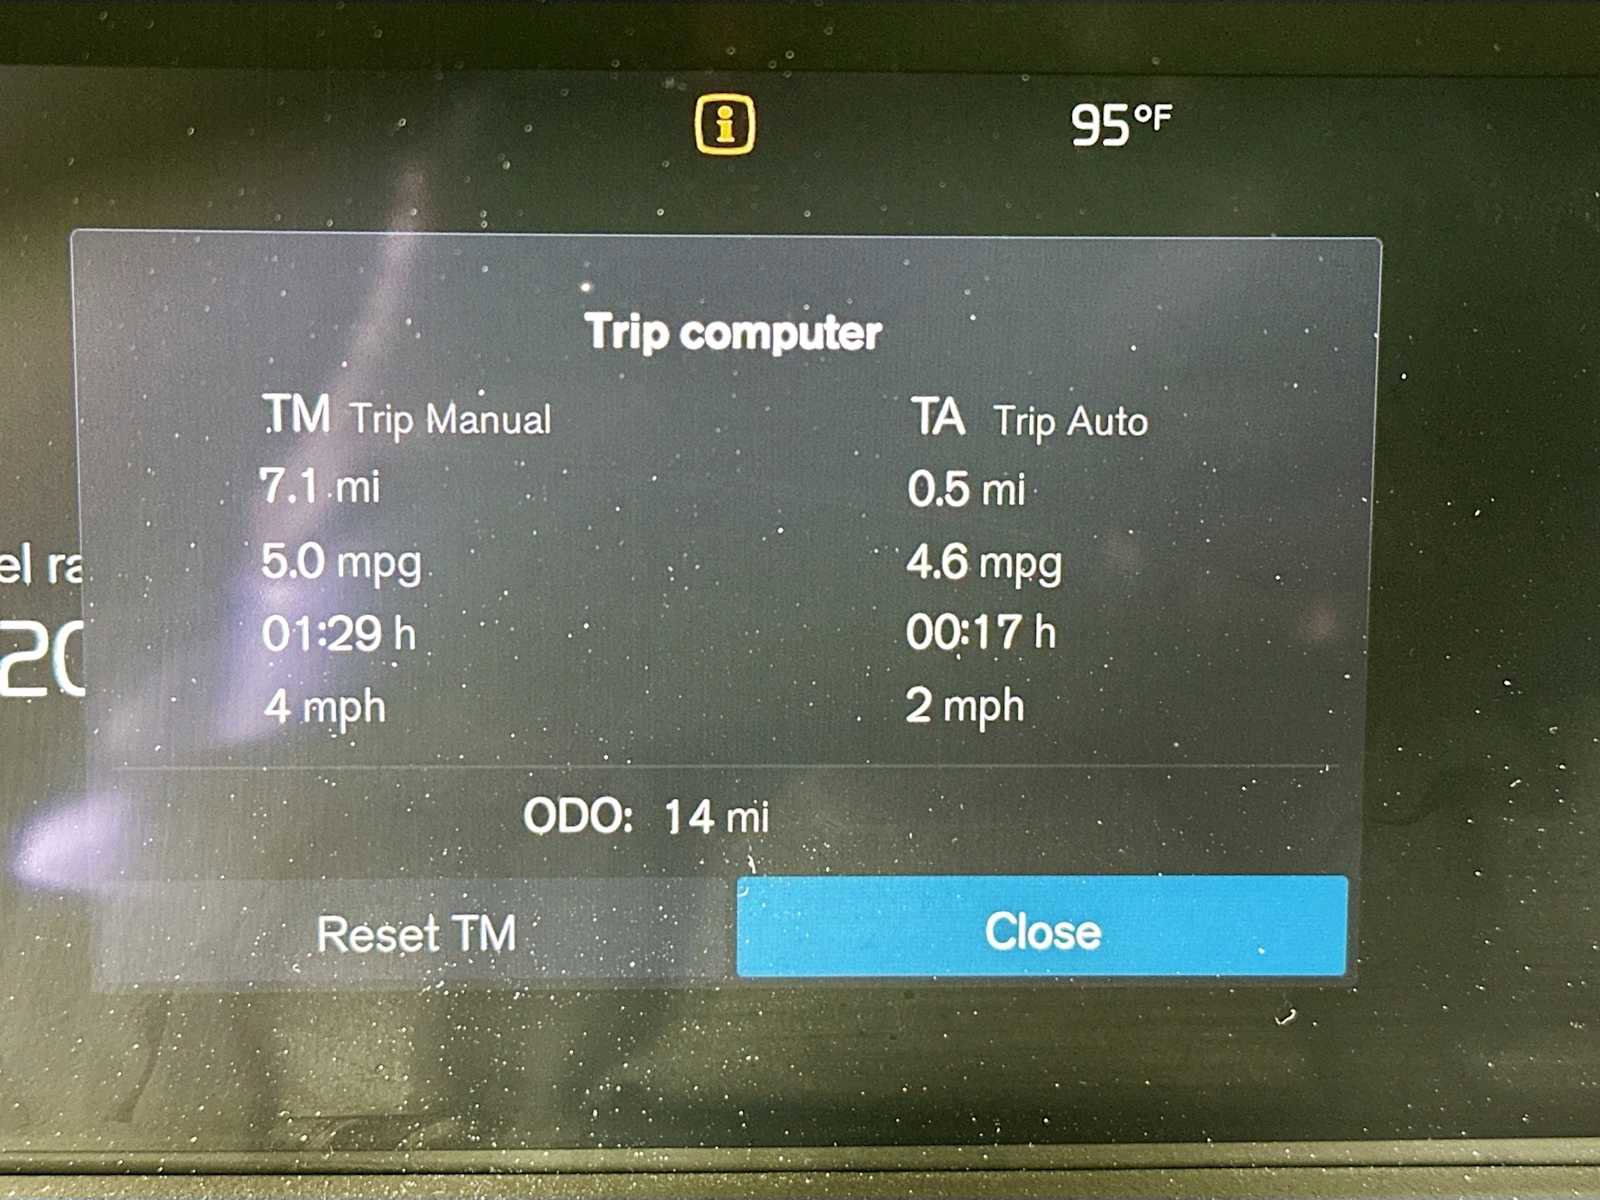 95°F
Trip computer
TM Trip Manual
7.1 mi
5.0 mpg
01:29 h
4 mph
TA Trip Auto
0.5 mi
4.6 mpg
00:17 h
2 mph
ODO: 14 mi
Reset TM
Close